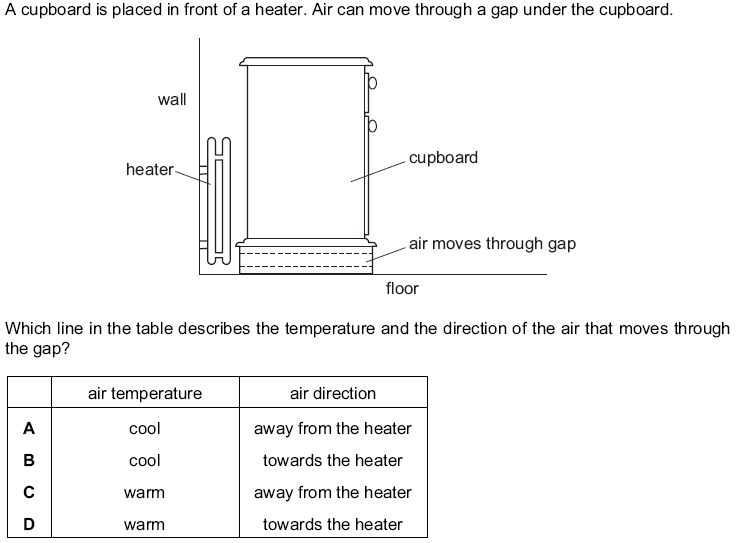 A cupboard is placed in front of a heater. Air can move through a gap under the cupboard.
wall
heater
cupboard
air moves through gap
floor
Which line in the table describes the temperature and the direction of the air that moves through
the gap?
air temperature air direction
A cool away from the heater
B cool towards the heater
C warm away from the heater
D warm towards the heater